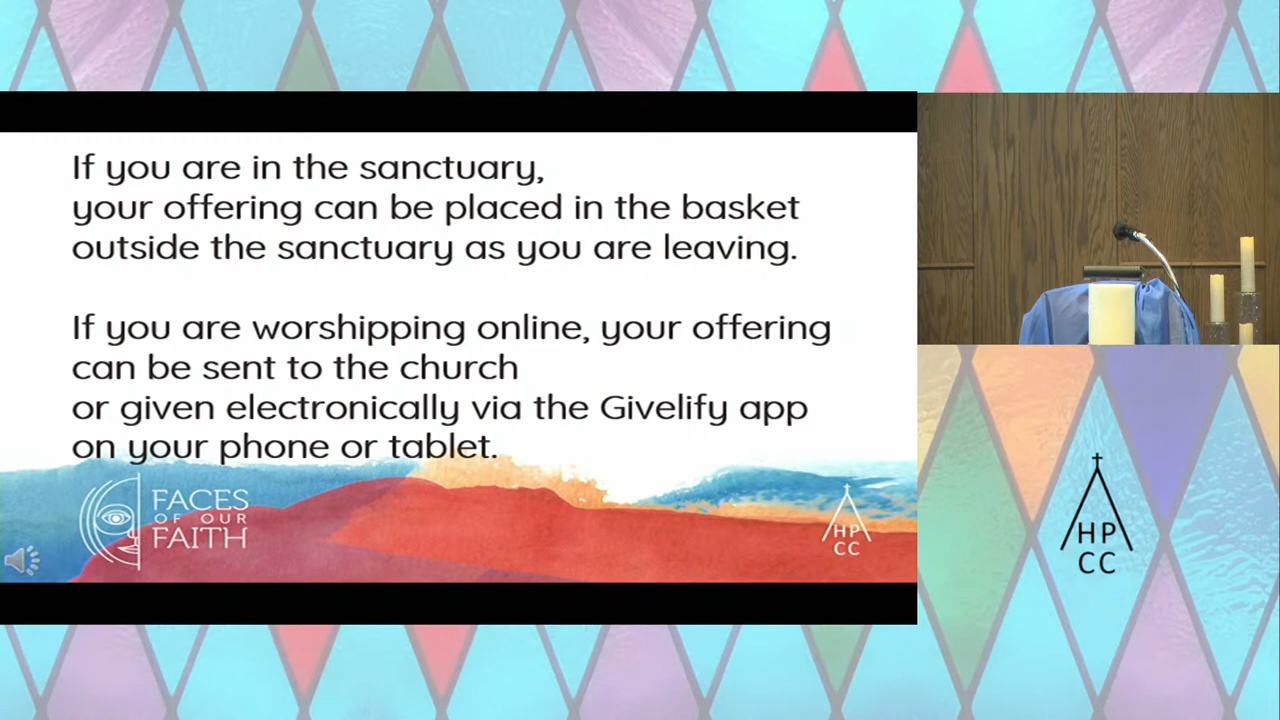 If you are in the sanctuary,
your offering can be placed in the basket
outside the sanctuary as you are leaving.
If you are worshipping online, your offering
can be sent to the church
or given electronically via the Givelify app
on your phone or tablet.
FACES
OF OUR
FAITH
HP
CC
HP
CC